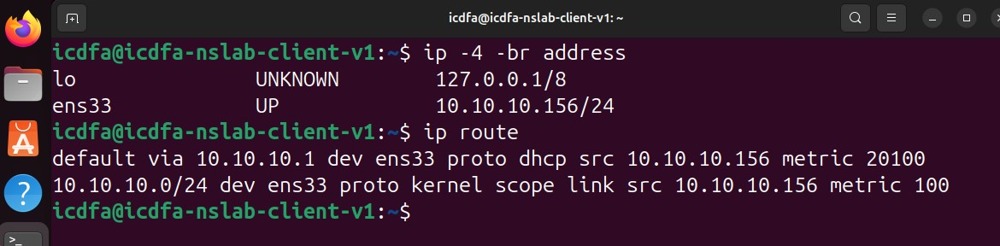 icdfa@icdfa-nslab-client-v1: ~
icdfa@icdfa-nslab-client-v1:~$ ip -4 -br address
lo               UNKNOWN        127.0.0.1/8
ens33            UP             10.10.10.156/24
icdfa@icdfa-nslab-client-v1:~$ ip route
default via 10.10.10.1 dev ens33 proto dhcp src 10.10.10.156 metric 20100
10.10.10.0/24 dev ens33 proto kernel scope link src 10.10.10.156 metric 100
icdfa@icdfa-nslab-client-v1:~$